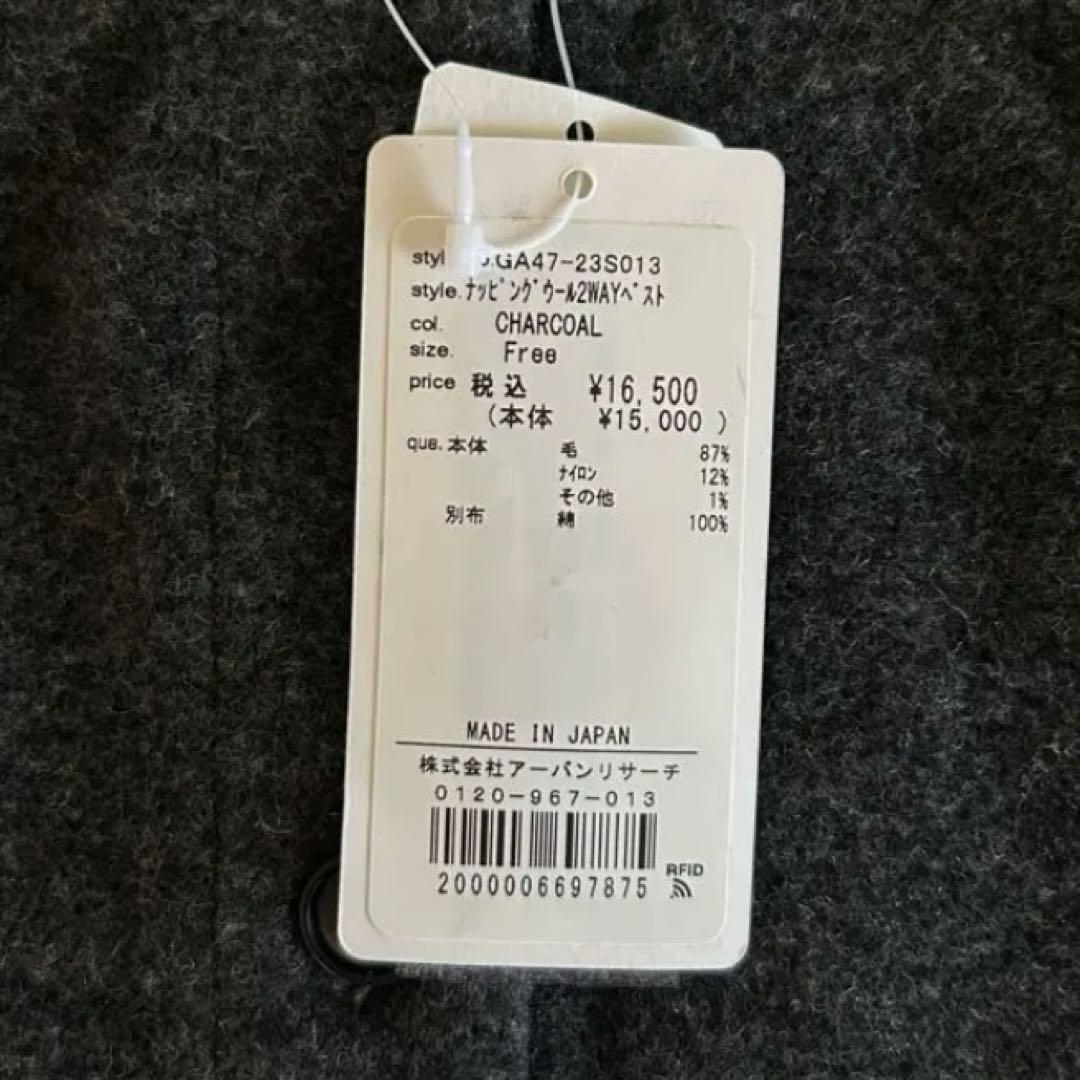 styl .GA47-23S013
style.ﾅｯﾋﾟﾝｸﾞｳｰﾙ2WAYﾍﾞｽﾄ
col. CHARCOAL
size. Free
price 税込 ¥16,500
(本体 ¥15,000 )
qua.本体 毛 87%
ﾅｲﾛﾝ 12%
その他 1%
別布 綿 100%
MADE IN JAPAN
株式会社アーバンリサーチ
0120-967-013
2000006697875
RFID